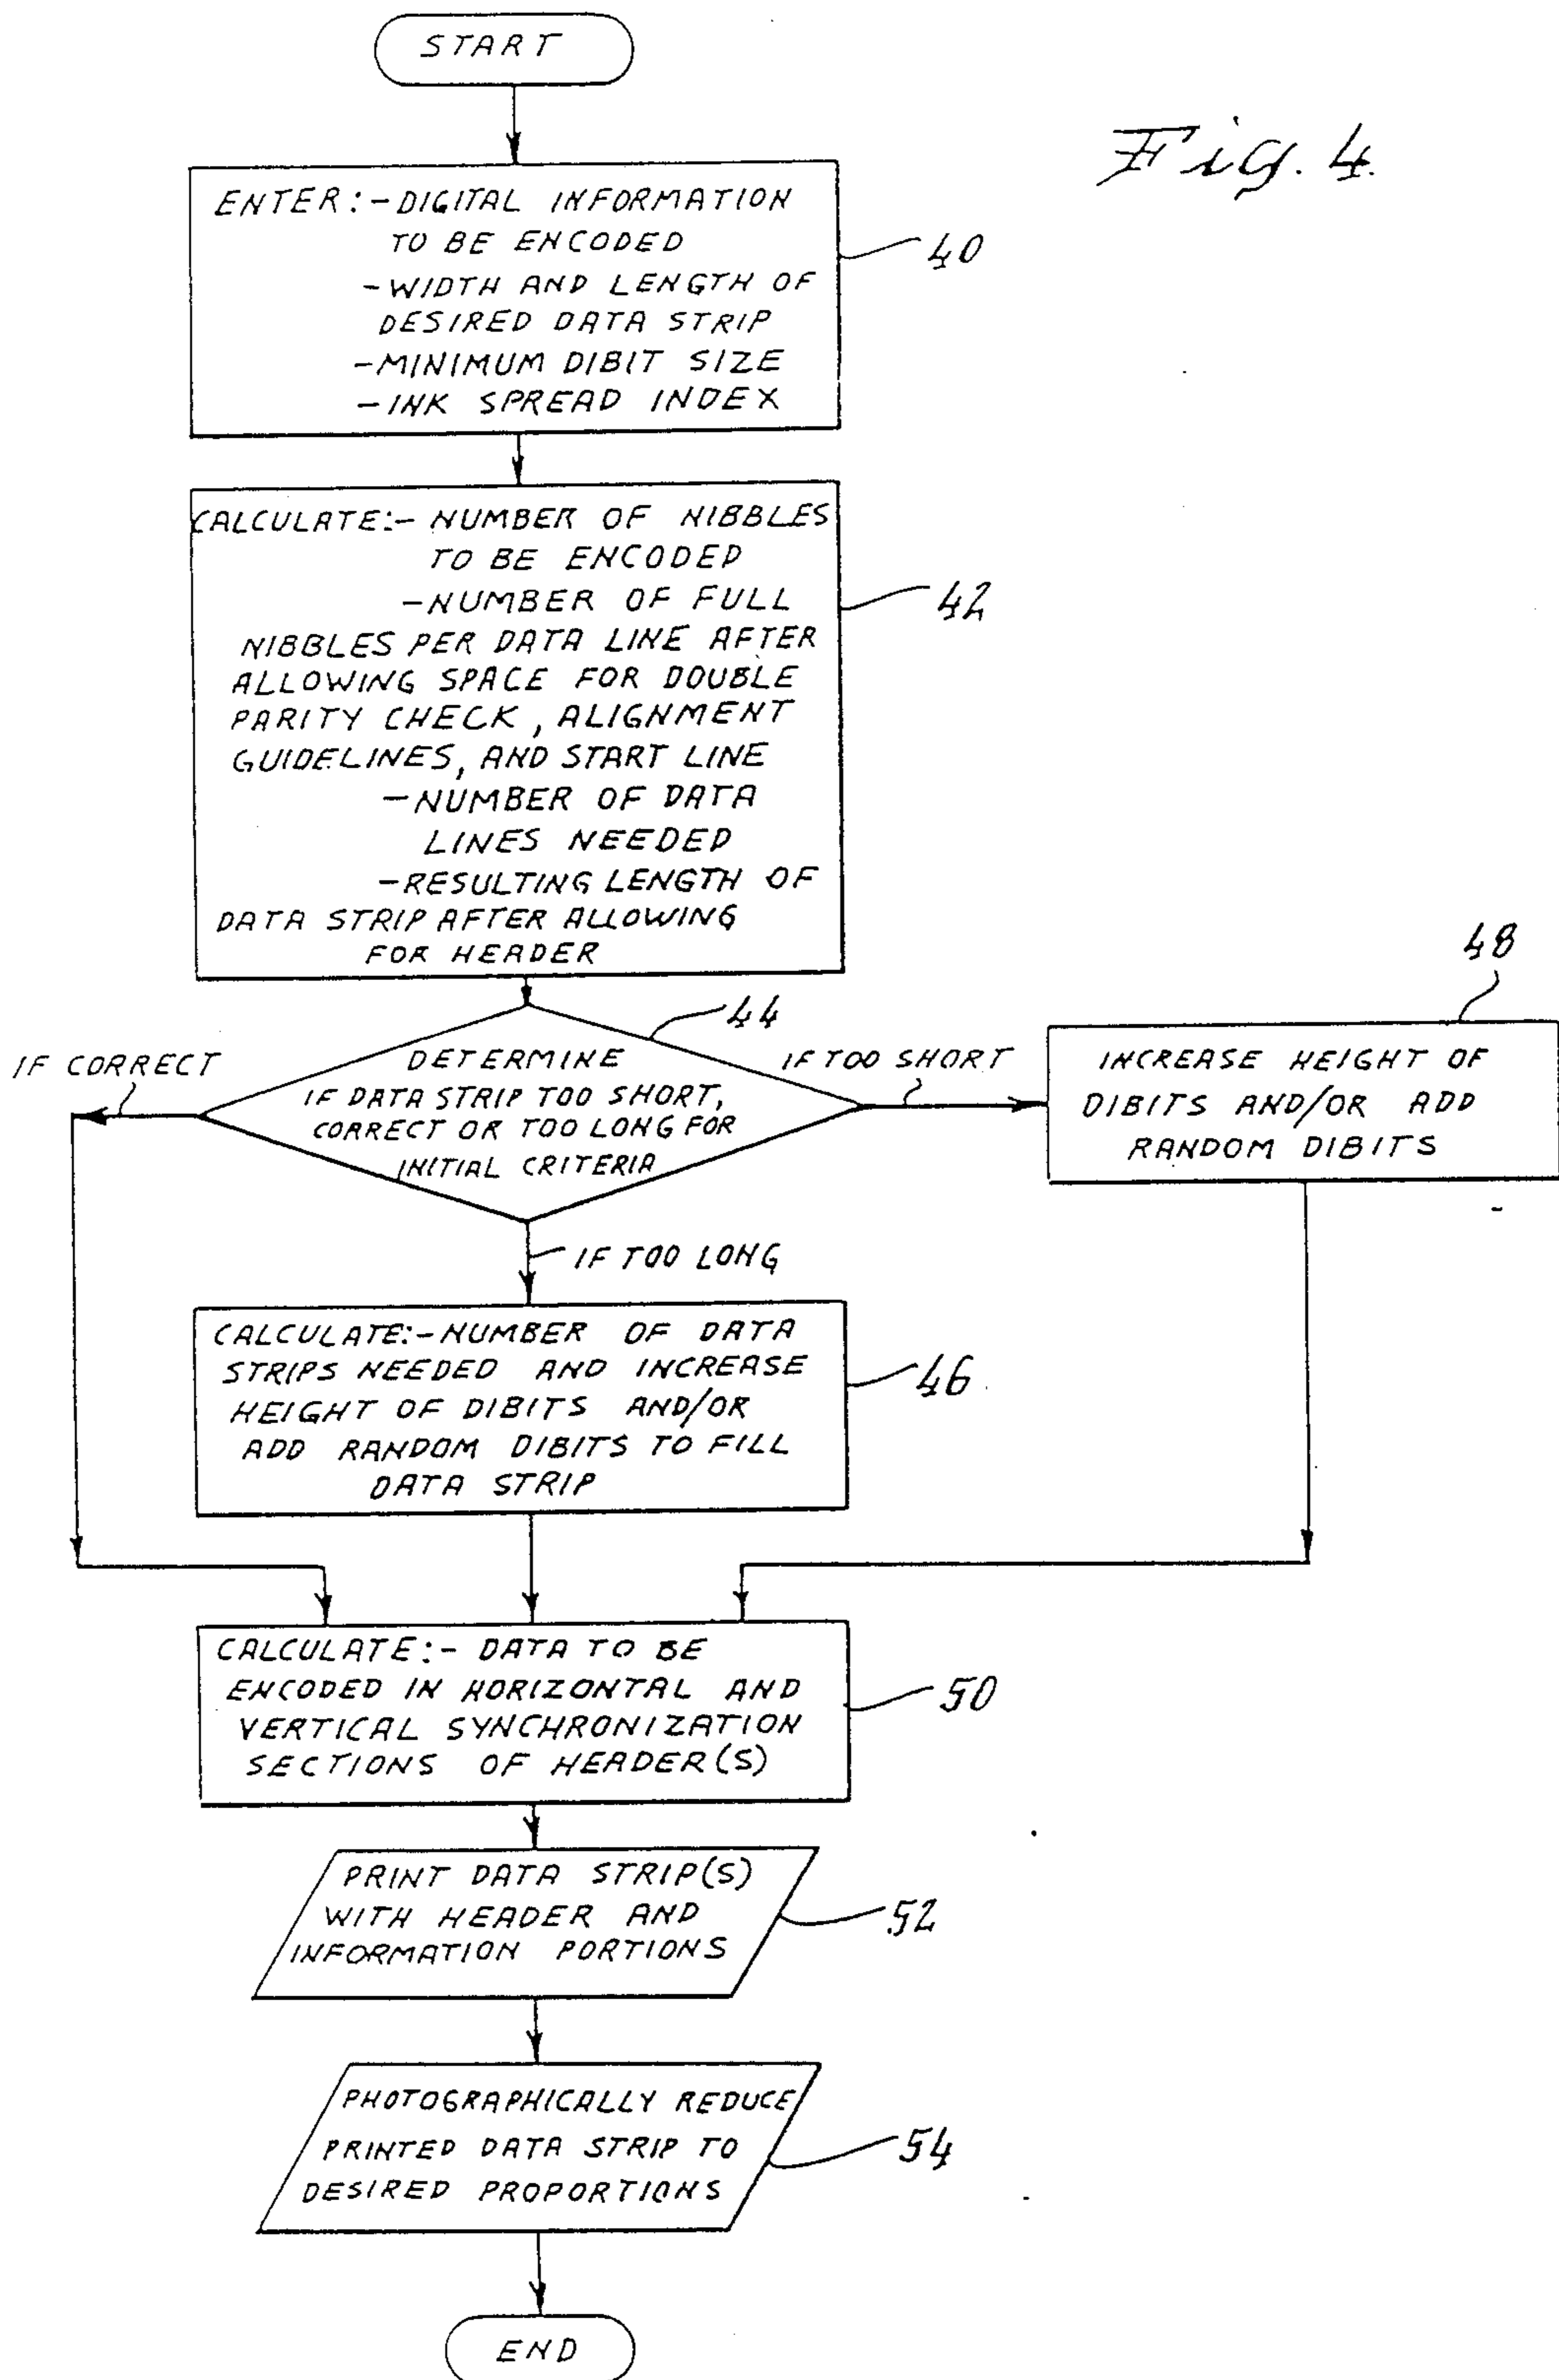 START
Fig. 4.
ENTER:-DIGITAL INFORMATION
TO BE ENCODED
-WIDTH AND LENGTH OF
DESIRED DATA STRIP
-MINIMUM DIBIT SIZE
-INK SPREAD INDEX
40
CALCULATE:- NUMBER OF NIBBLES
TO BE ENCODED
-NUMBER OF FULL
NIBBLES PER DATA LINE AFTER
ALLOWING SPACE FOR DOUBLE
PARITY CHECK, ALIGNMENT
GUIDELINES, AND START LINE
-NUMBER OF DATA
LINES NEEDED
-RESULTING LENGTH OF
DATA STRIP AFTER ALLOWING
FOR HEADER
42
44
DETERMINE
IF DATA STRIP TOO SHORT,
CORRECT OR TOO LONG FOR
INITIAL CRITERIA
IF CORRECT
IF TOO SHORT
48
INCREASE HEIGHT OF
DIBITS AND/OR ADD
RANDOM DIBITS
IF TOO LONG
CALCULATE:-NUMBER OF DATA
STRIPS NEEDED AND INCREASE
HEIGHT OF DIBITS AND/OR
ADD RANDOM DIBITS TO FILL
DATA STRIP
46
CALCULATE:- DATA TO BE
ENCODED IN HORIZONTAL AND
VERTICAL SYNCHRONIZATION
SECTIONS OF HEADER(S)
50
PRINT DATA STRIP(S)
WITH HEADER AND
INFORMATION PORTIONS
52
PHOTOGRAPHICALLY REDUCE
PRINTED DATA STRIP TO
DESIRED PROPORTIONS
54
END